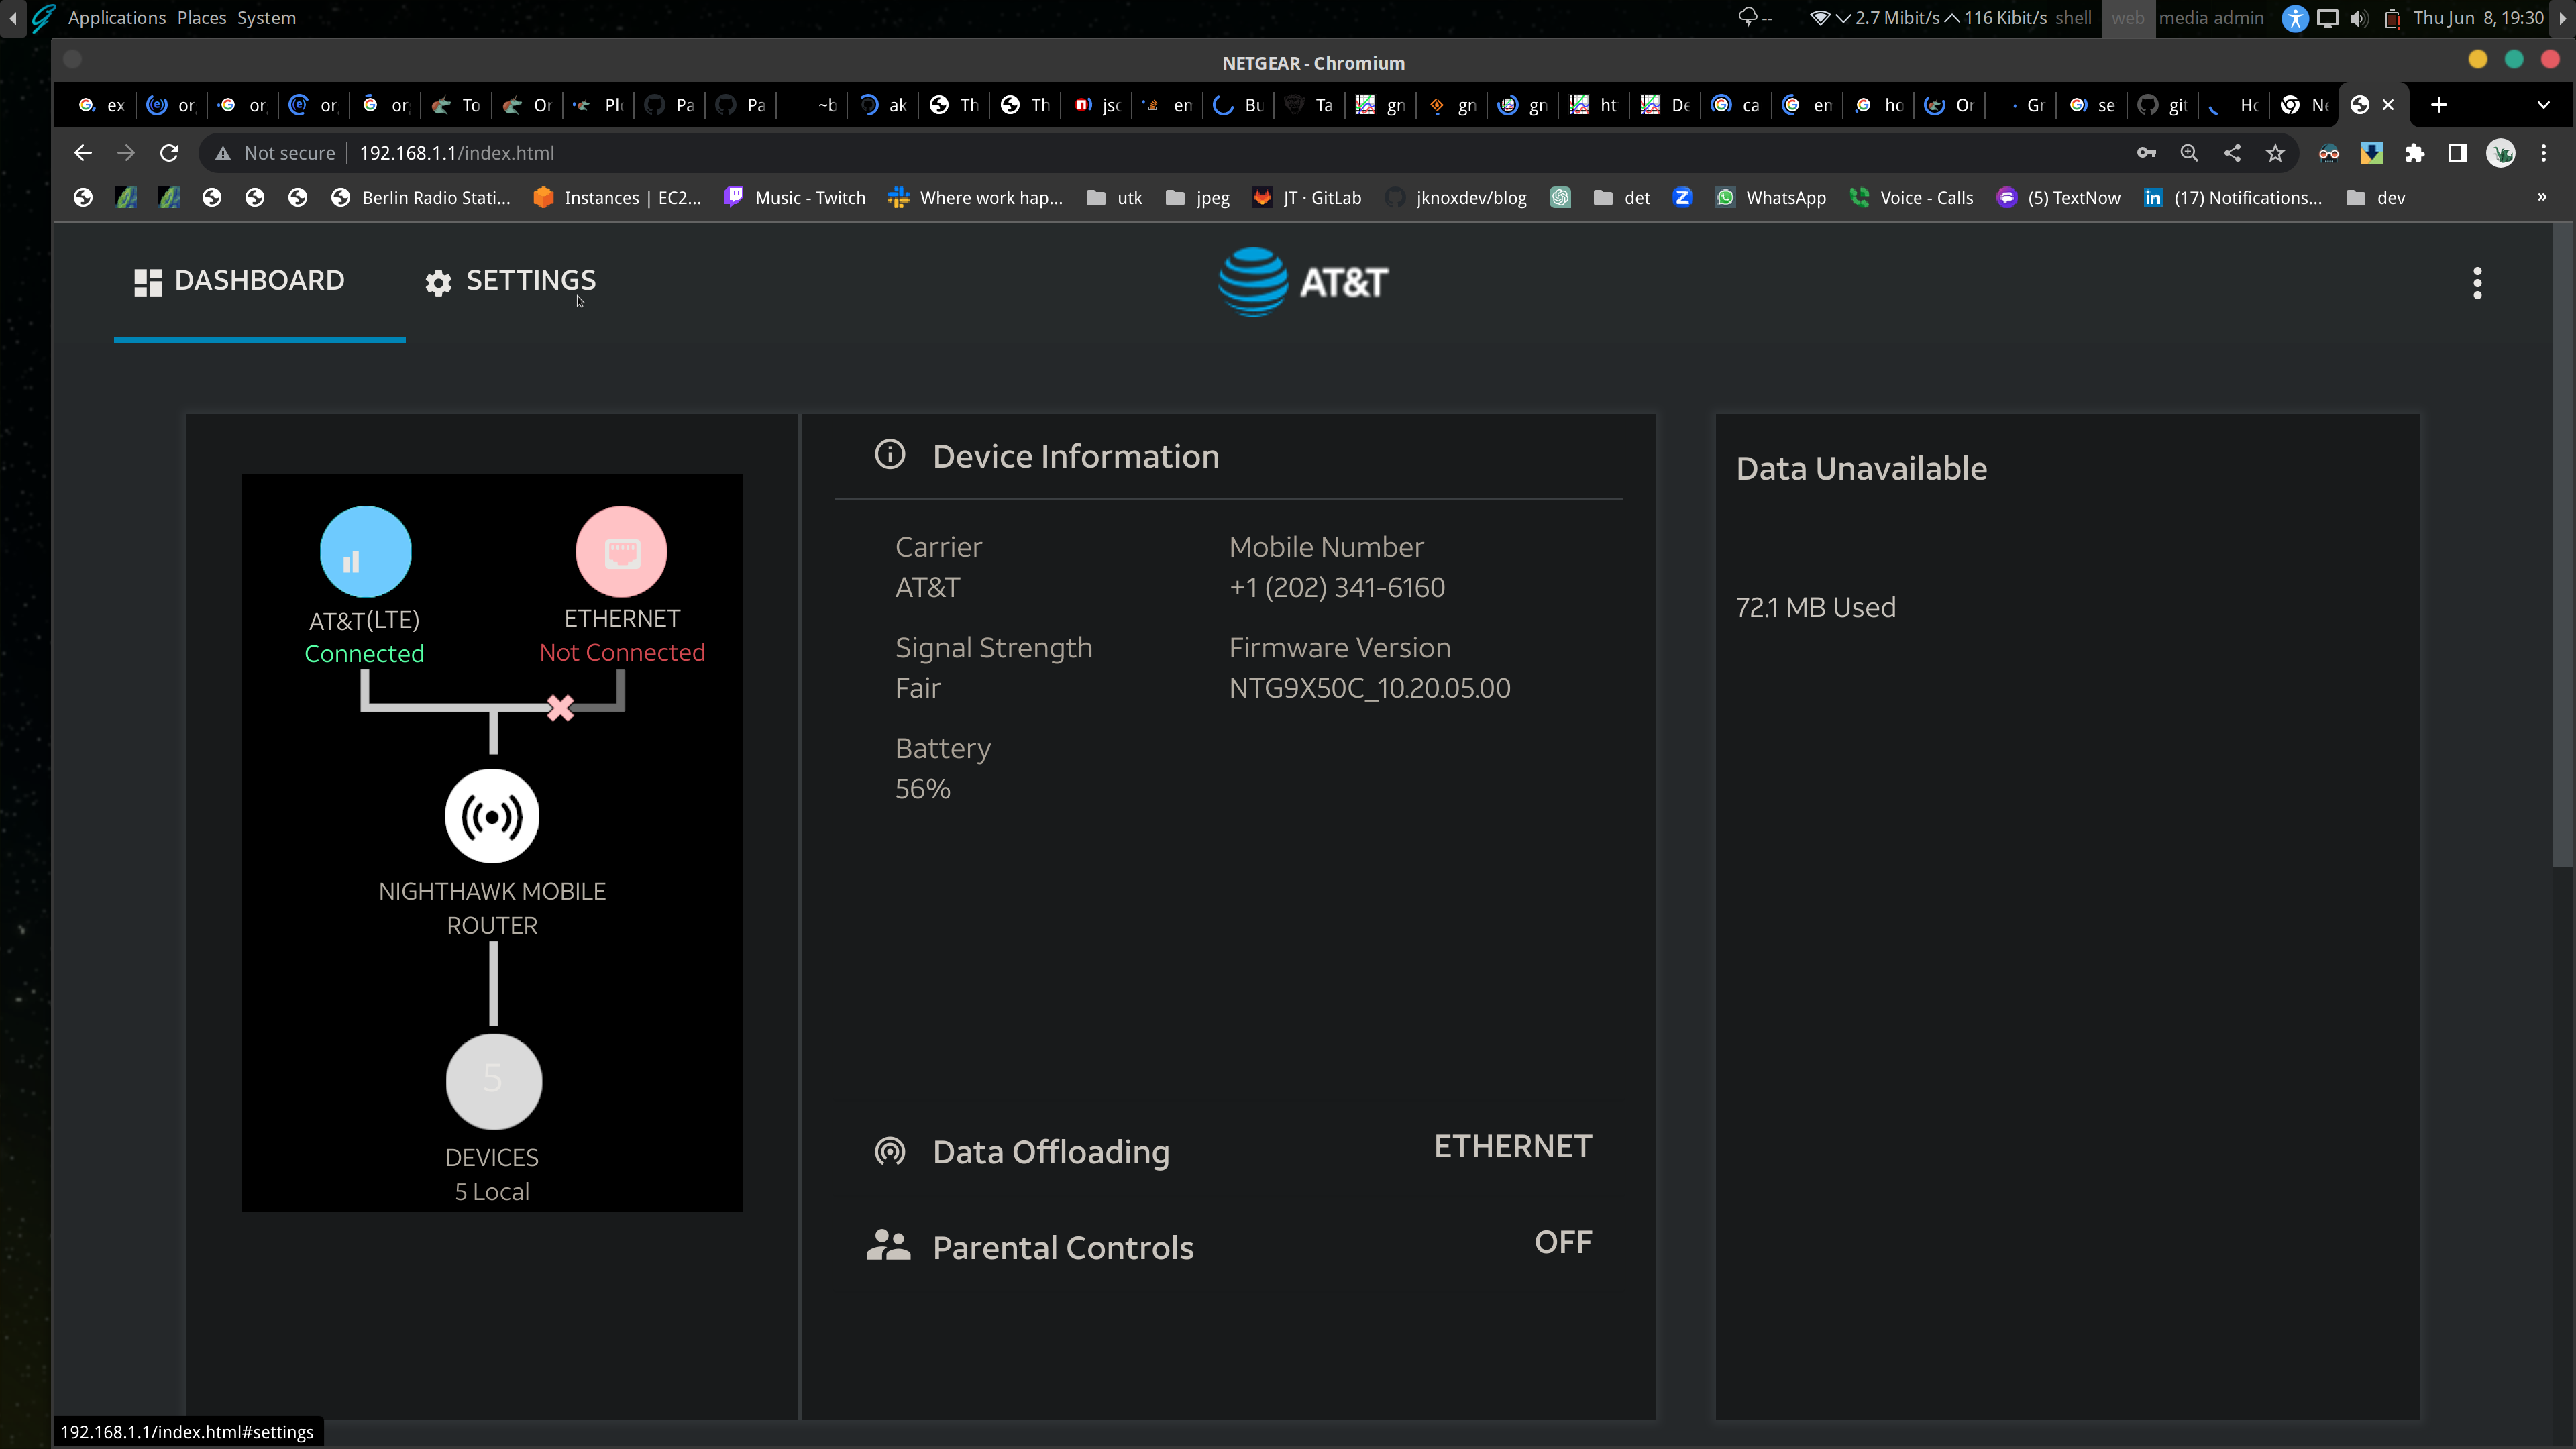 Applications Places System
-- 2.7 Mibit/s 116 Kibit/s shell web media admin Thu Jun 8, 19:30
NETGEAR - Chromium
ex or or or or To Or Plo Pa Pa ~b ak Th Th jsc en Bu Ta gn gn gn ht De ca en ho Or Gr se git Ho Ne
Not secure 192.168.1.1/index.html
Berlin Radio Stati... Instances | EC2... Music - Twitch Where work hap... utk jpeg JT · GitLab jknoxdev/blog det WhatsApp Voice - Calls (5) TextNow (17) Notifications... dev »
DASHBOARD SETTINGS AT&T
Device Information
Data Unavailable
72.1 MB Used
Carrier Mobile Number
AT&T +1 (202) 341-6160
Signal Strength Firmware Version
Fair NTG9X50C_10.20.05.00
Battery
56%
AT&T(LTE) ETHERNET
Connected Not Connected
NIGHTHAWK MOBILE
ROUTER
5
DEVICES
5 Local
Data Offloading ETHERNET
Parental Controls OFF
192.168.1.1/index.html#settings